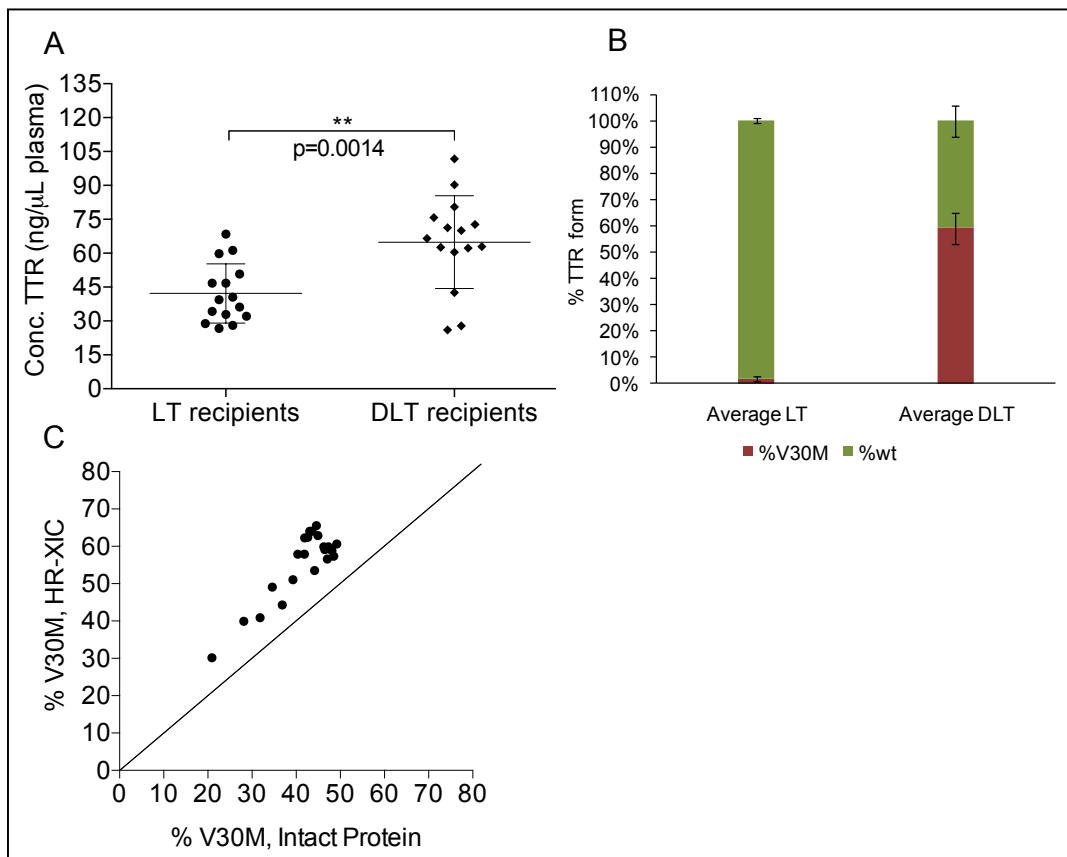 A
Conc. TTR (ng/µL plasma)
135
120
105
90
75
60
45
30
15
0
**
p=0.0014
LT recipients DLT recipients
B
% TTR form
110%
100%
90%
80%
70%
60%
50%
40%
30%
20%
10%
0%
Average LT Average DLT
%V30M %wt
C
% V30M, HR-XIC
80
70
60
50
40
30
20
10
0
0 10 20 30 40 50 60 70 80
% V30M, Intact Protein